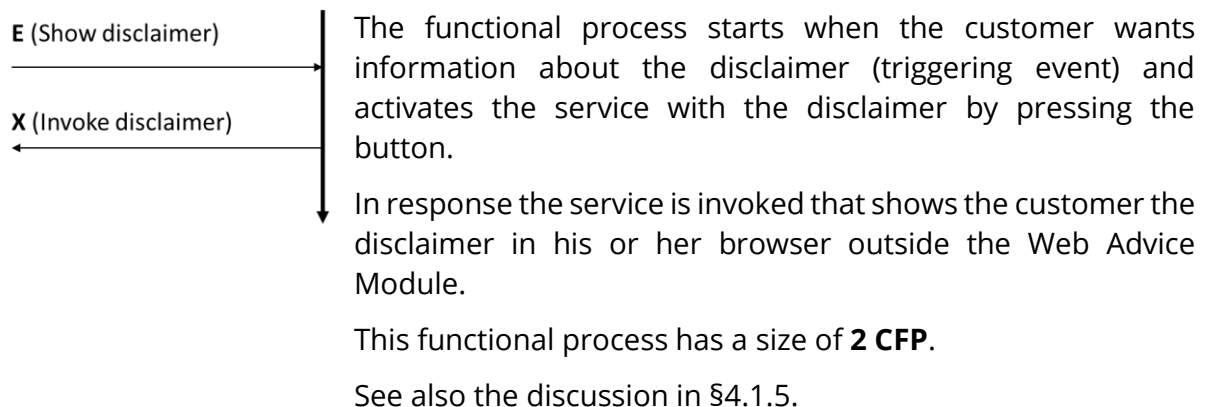 E (Show disclaimer)
X (Invoke disclaimer)
The functional process starts when the customer wants
information about the disclaimer (triggering event) and
activates the service with the disclaimer by pressing the
button.
In response the service is invoked that shows the customer the
disclaimer in his or her browser outside the Web Advice
Module.
This functional process has a size of 2 CFP.
See also the discussion in §4.1.5.